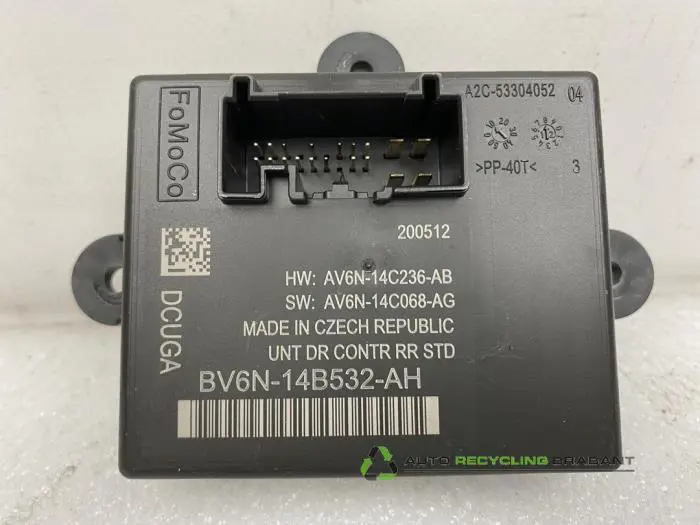 FoMoCo
A2C-53304052 04
>PP-40T< 3
200512
HW: AV6N-14C236-AB
SW: AV6N-14C068-AG
MADE IN CZECH REPUBLIC
UNT DR CONTR RR STD
DCUGA
BV6N-14B532-AH
AUTO RECYCLING BRABANT